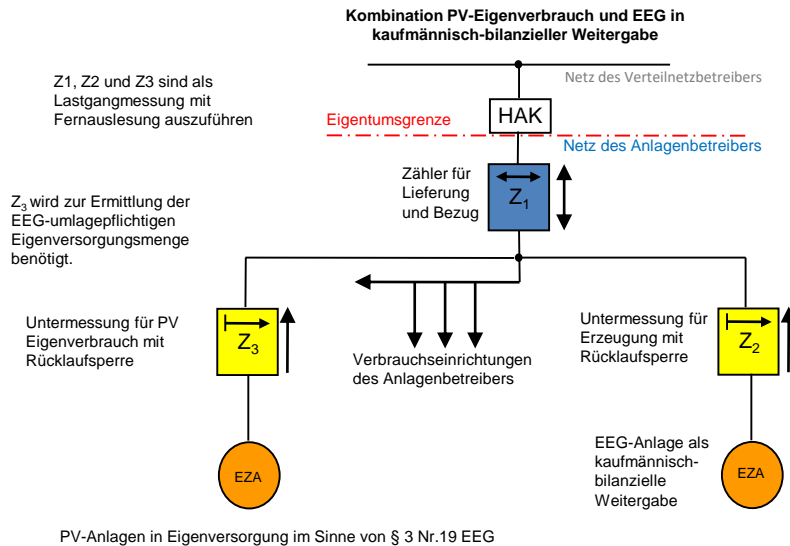 Kombination PV-Eigenverbrauch und EEG in
kaufmännisch-bilanzieller Weitergabe
Netz des Verteilnetzbetreibers
Z1, Z2 und Z3 sind als
Lastgangmessung mit
Fernauslesung auszuführen
HAK
Eigentumsgrenze
Netz des Anlagenbetreibers
Zähler für
Lieferung
und Bezug
Z1
Z3 wird zur Ermittlung der
EEG-umlagepflichtigen
Eigenversorgungsmenge
benötigt.
Untermessung für PV
Eigenverbrauch mit
Rücklaufsperre
Z3
Verbrauchseinrichtungen
des Anlagenbetreibers
Untermessung für
Erzeugung mit
Rücklaufsperre
Z2
EZA
EEG-Anlage als
kaufmännisch-
bilanzielle
Weitergabe
EZA
PV-Anlagen in Eigenversorgung im Sinne von § 3 Nr.19 EEG